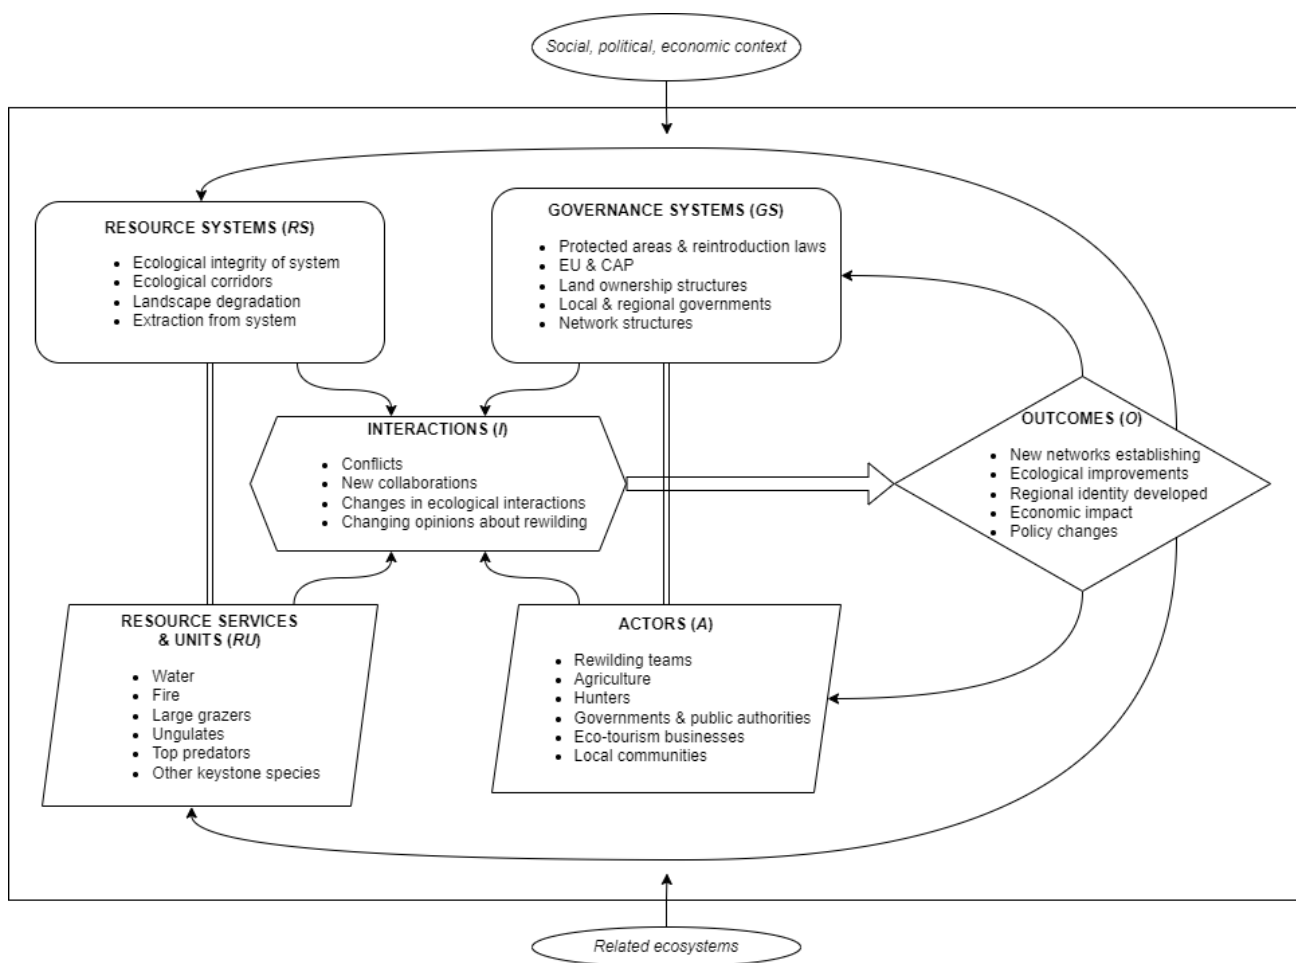 Social, political, economic context
RESOURCE SYSTEMS (RS)
Ecological integrity of system
Ecological corridors
Landscape degradation
Extraction from system
GOVERNANCE SYSTEMS (GS)
Protected areas & reintroduction laws
EU & CAP
Land ownership structures
Local & regional governments
Network structures
INTERACTIONS (I)
Conflicts
New collaborations
Changes in ecological interactions
Changing opinions about rewilding
OUTCOMES (O)
New networks establishing
Ecological improvements
Regional identity developed
Economic impact
Policy changes
RESOURCE SERVICES
& UNITS (RU)
Water
Fire
Large grazers
Ungulates
Top predators
Other keystone species
ACTORS (A)
Rewilding teams
Agriculture
Hunters
Governments & public authorities
Eco-tourism businesses
Local communities
Related ecosystems